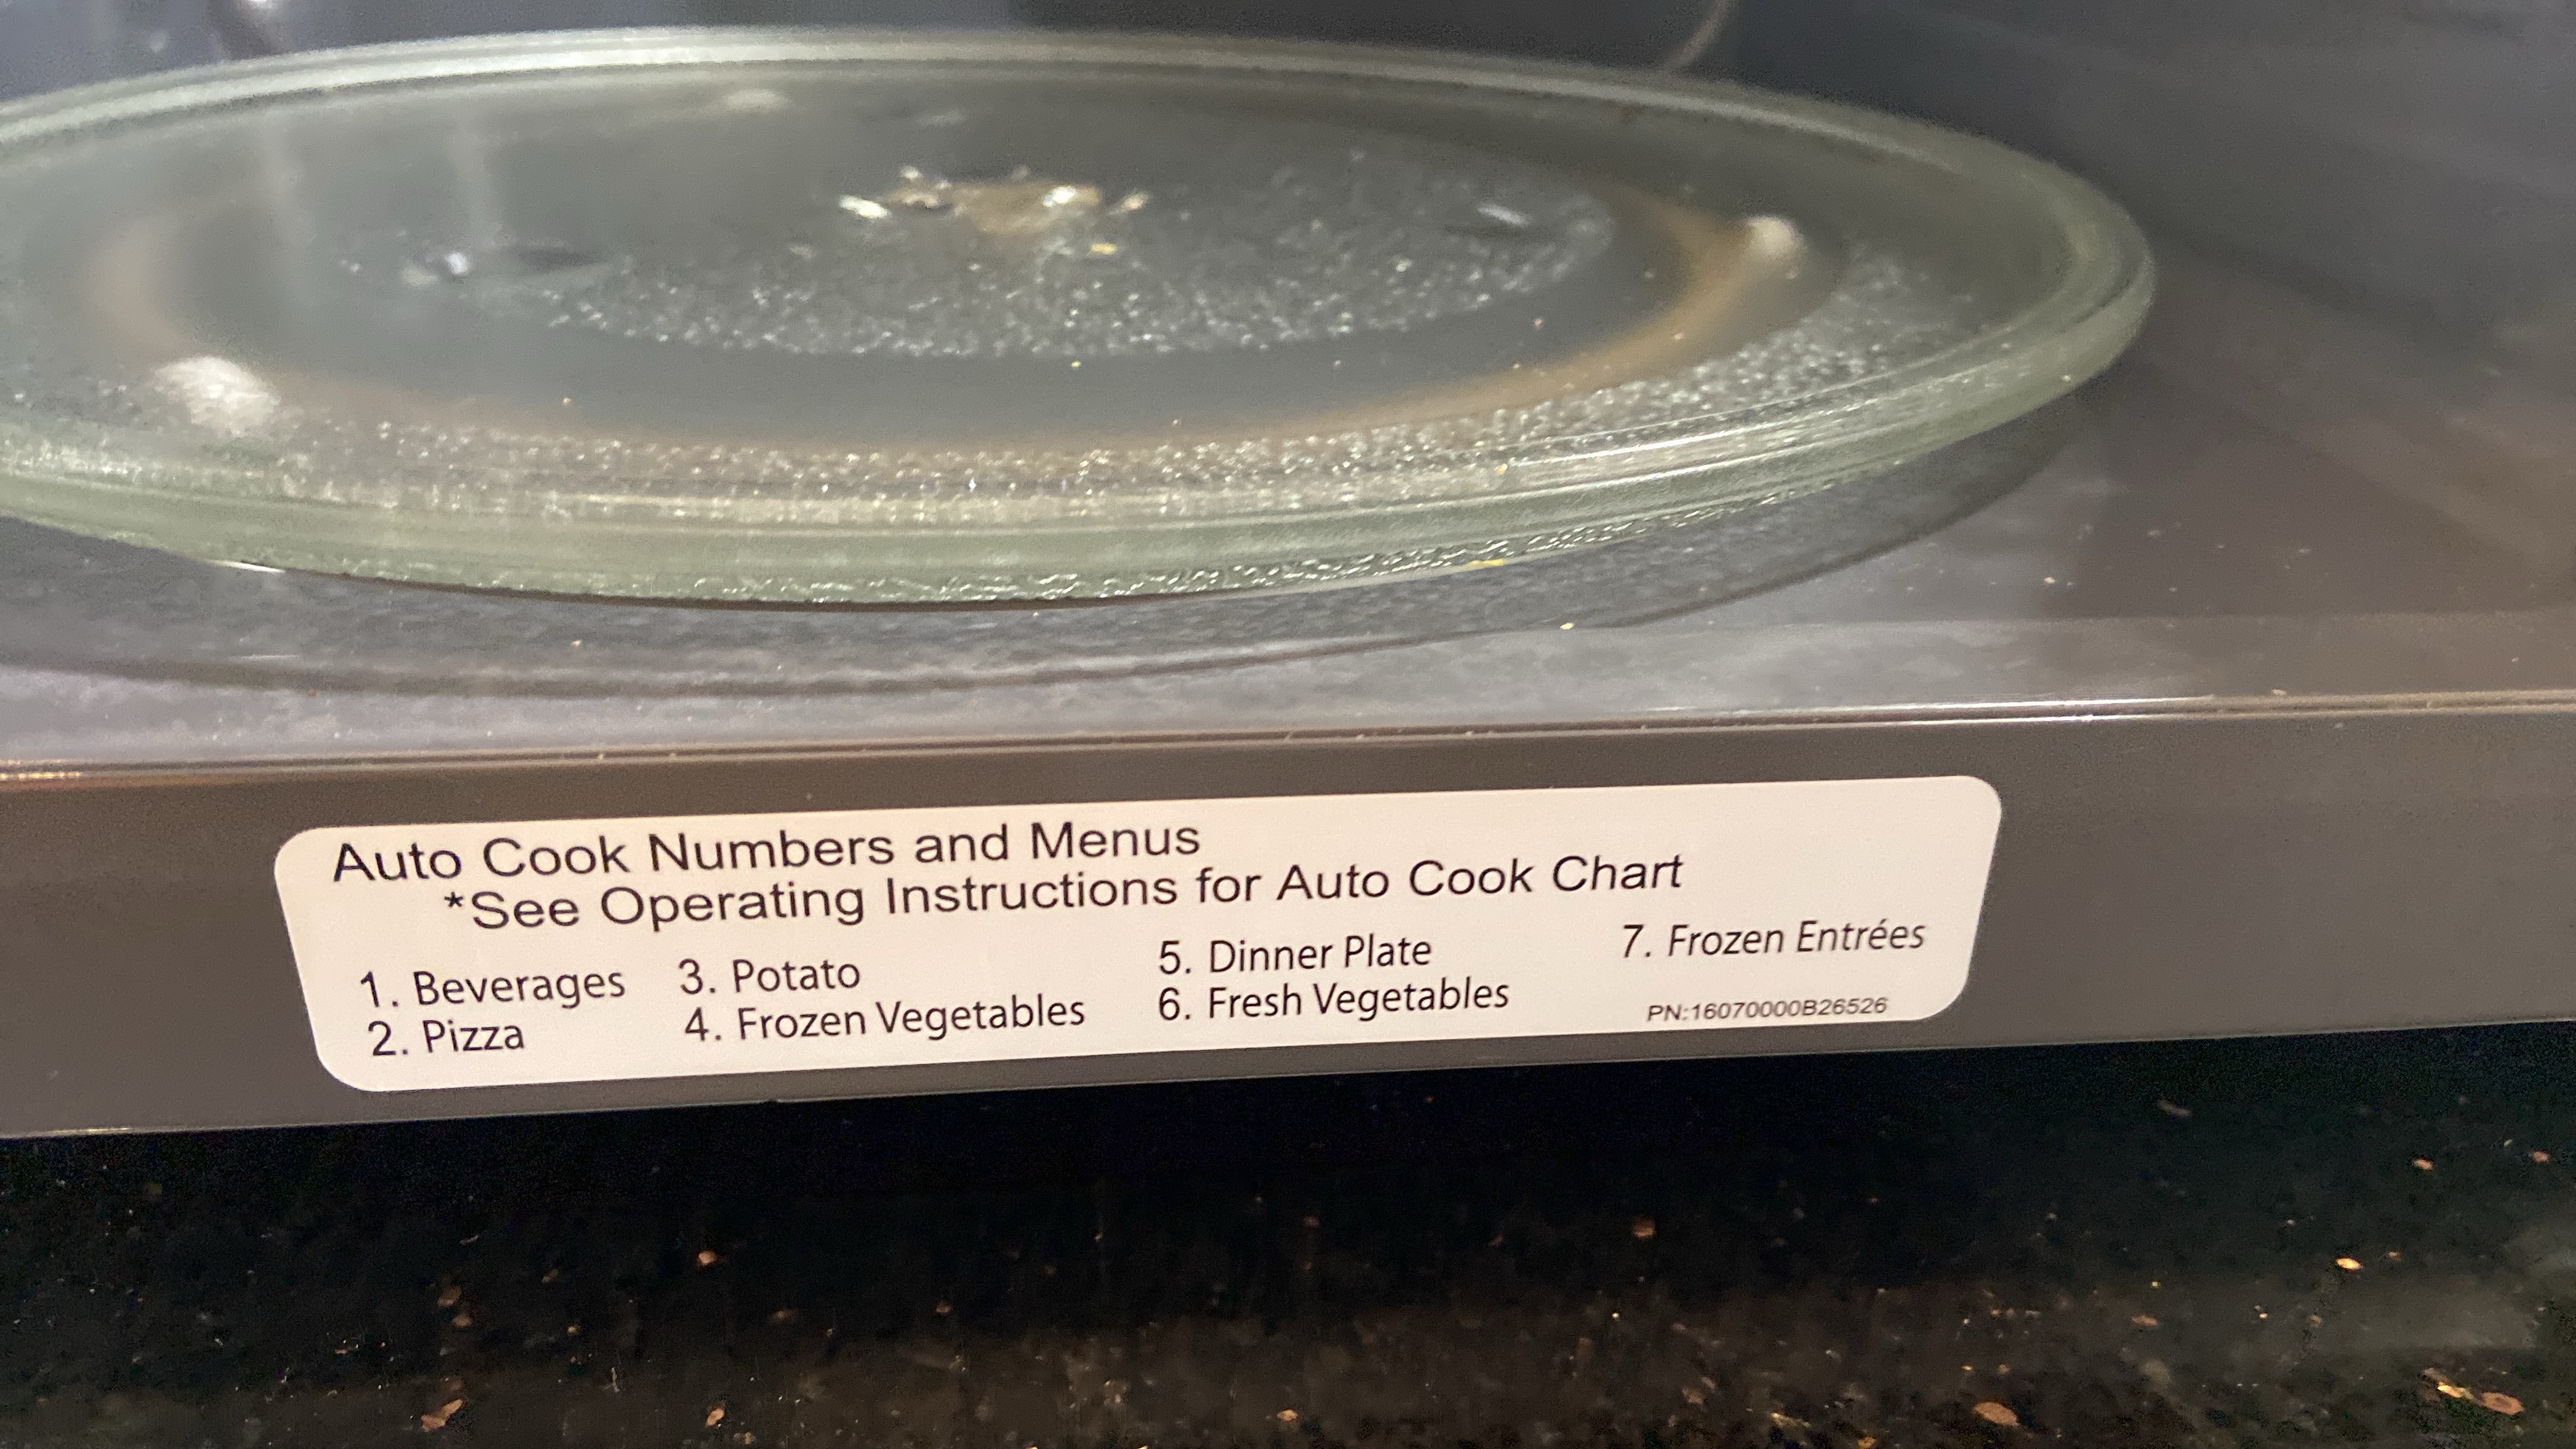 Auto Cook Numbers and Menus
*See Operating Instructions for Auto Cook Chart
1. Beverages
2. Pizza
3. Potato
4. Frozen Vegetables
5. Dinner Plate
6. Fresh Vegetables
7. Frozen Entrées
PN:16070000B26526